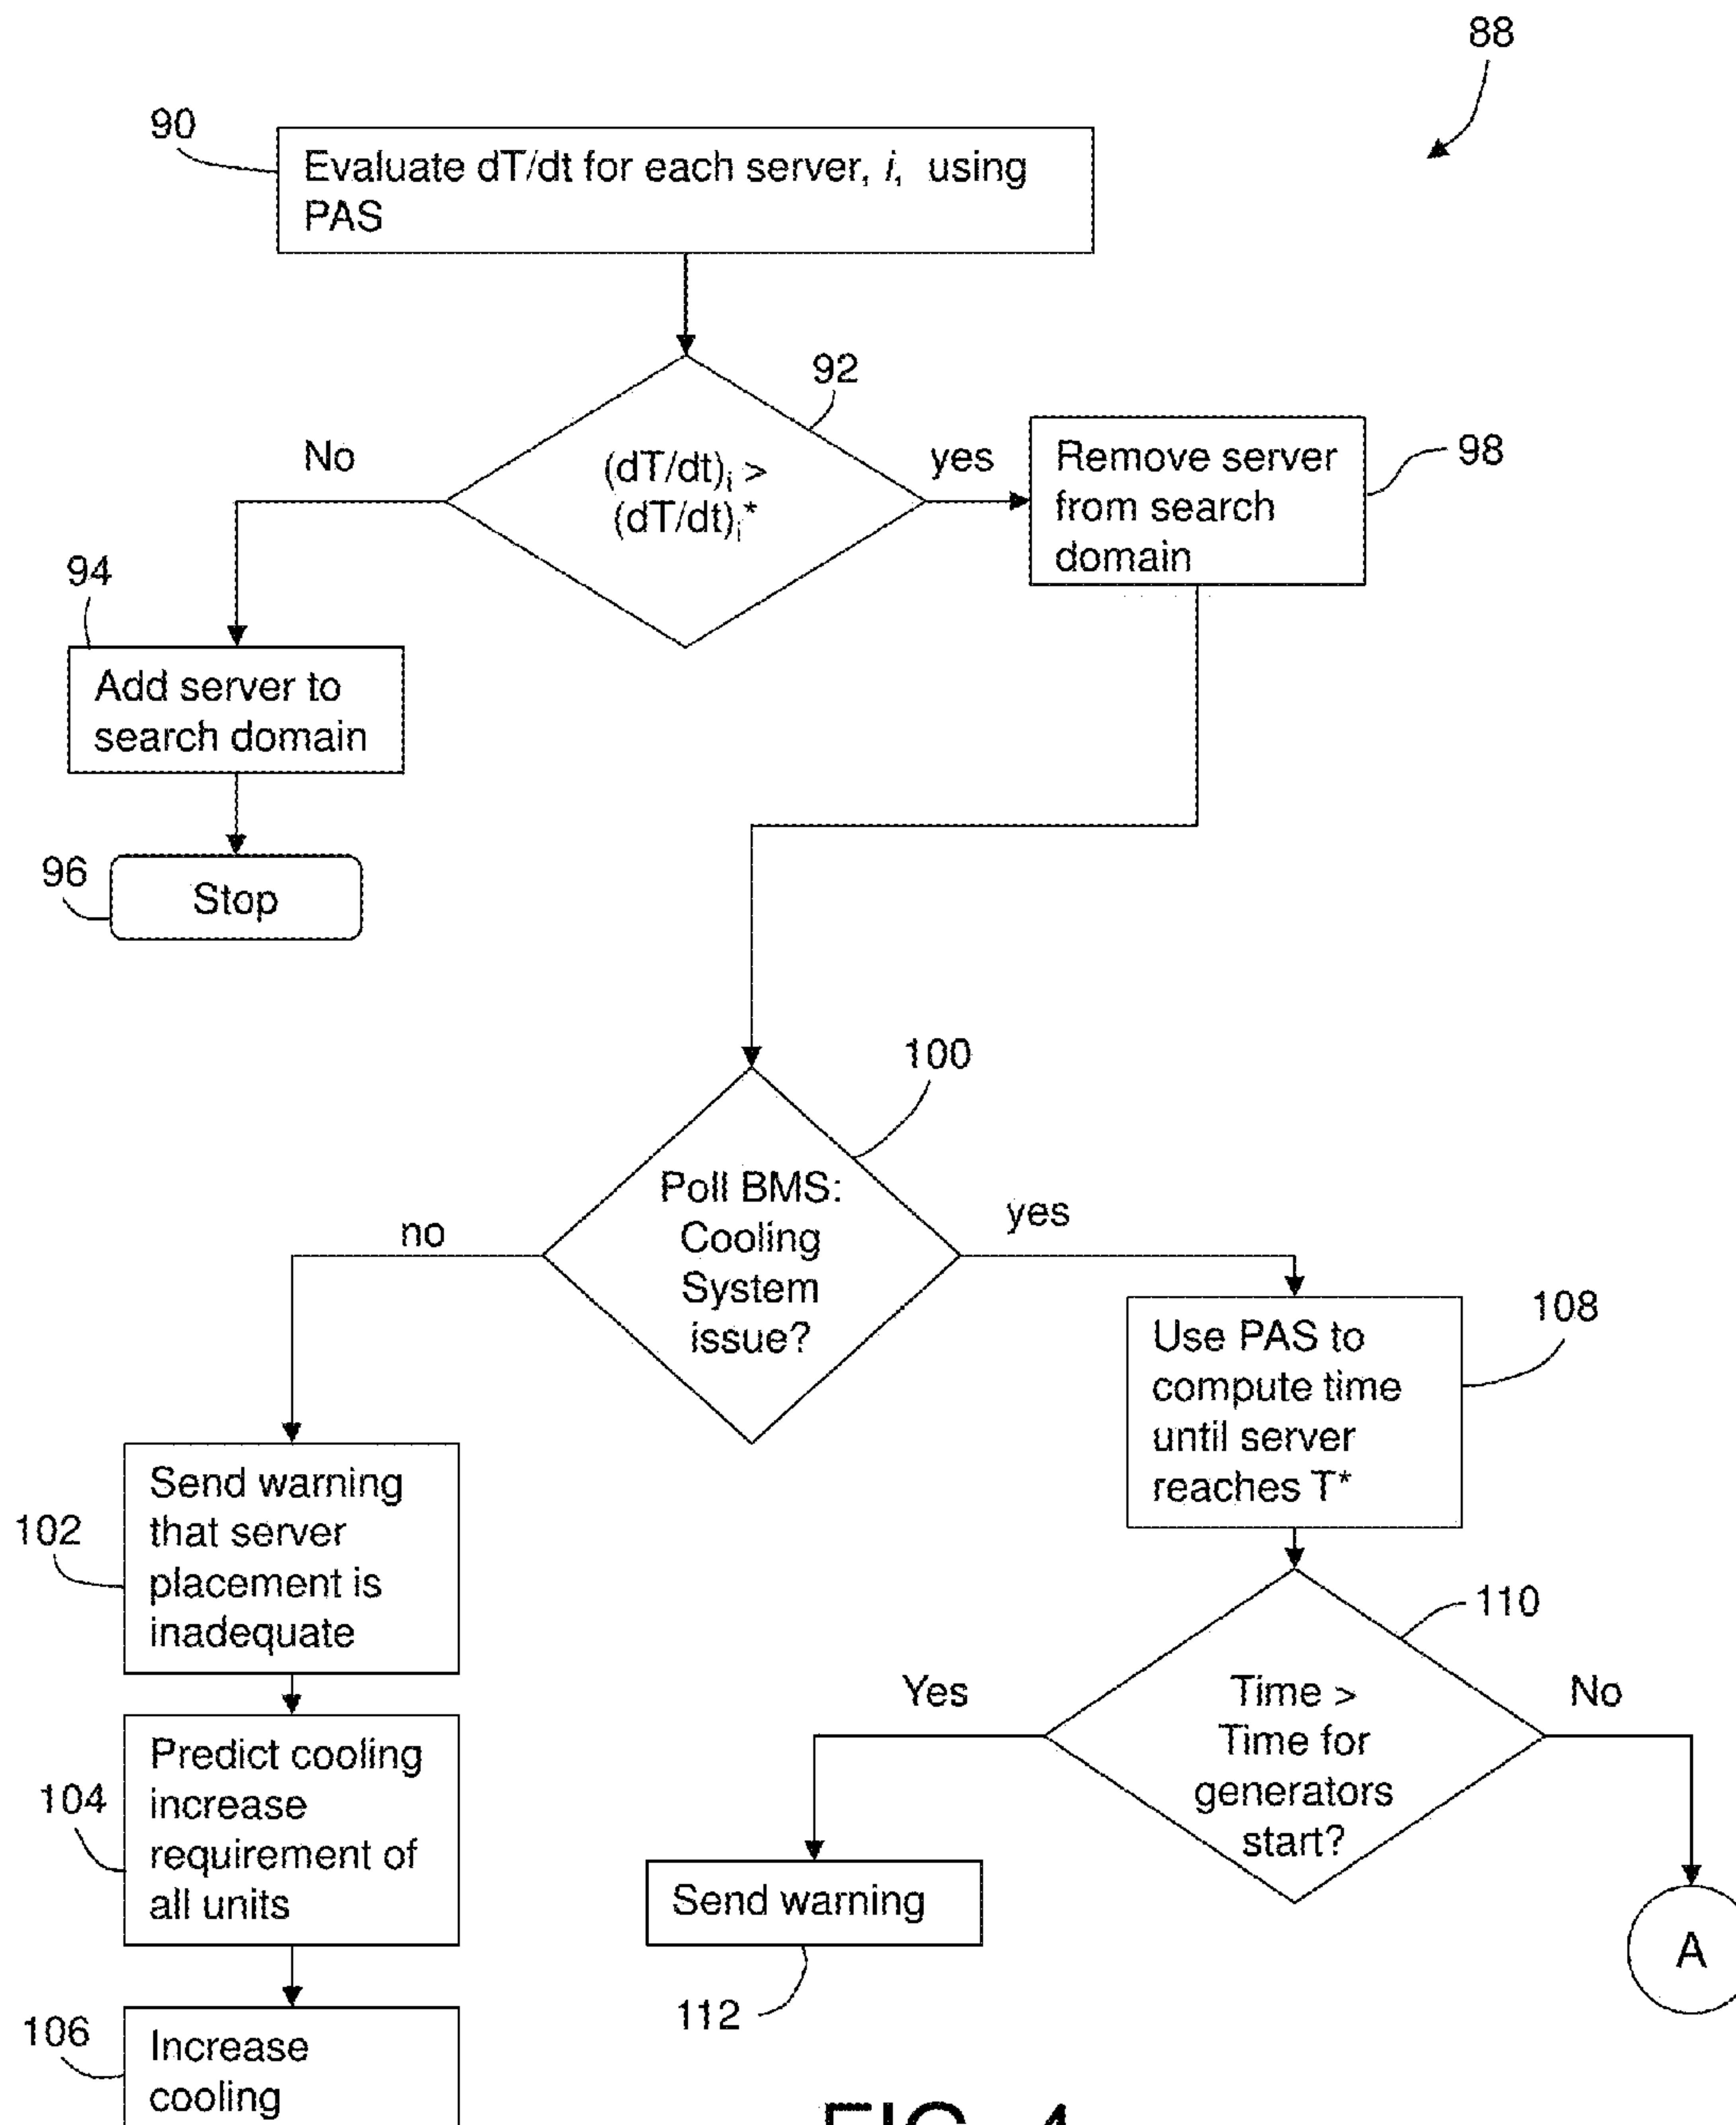 88
90
Evaluate dT/dt for each server, i, using
PAS
92
No
(dT/dt)i >
(dT/dt)i*
yes
Remove server
from search
domain
98
94
Add server to
search domain
96
Stop
100
Poll BMS:
Cooling
System
issue?
no
yes
108
Use PAS to
compute time
until server
reaches T*
102
Send warning
that server
placement is
inadequate
110
Yes
Time >
Time for
generators
start?
No
104
Predict cooling
increase
requirement of
all units
Send warning
112
A
106
Increase
cooling
FIG. 4